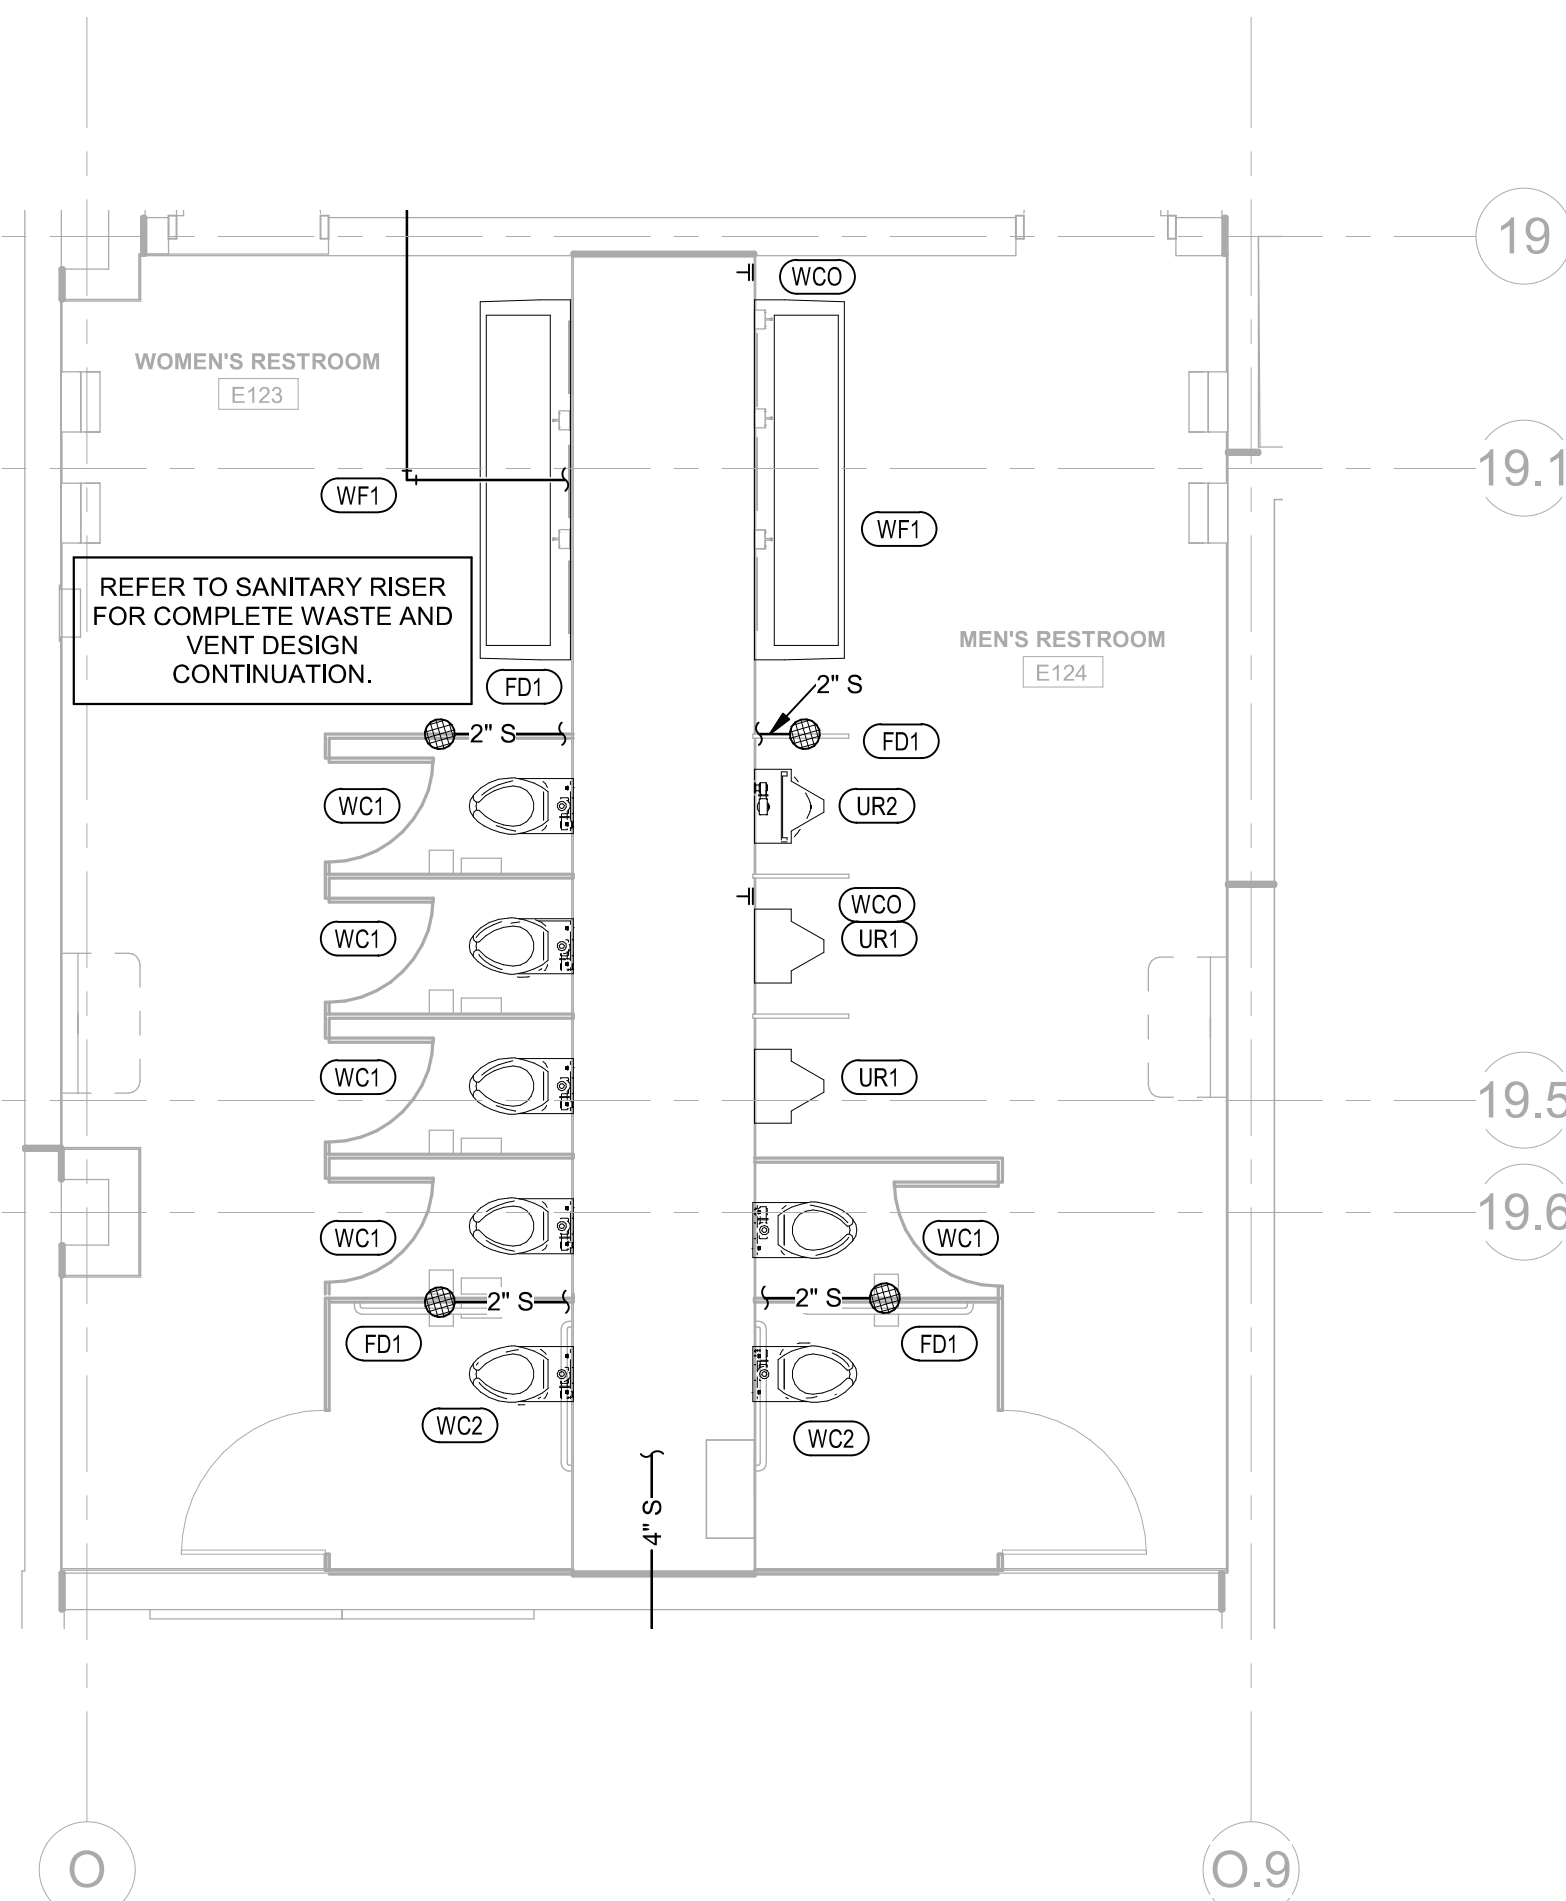 19
WCO
WOMEN'S RESTROOM
E123
19.1
WF1
WF1
REFER TO SANITARY RISER
FOR COMPLETE WASTE AND
VENT DESIGN
CONTINUATION.
MEN'S RESTROOM
E124
FD1
2" S
2" S
FD1
WC1
UR2
WCO
WC1
UR1
WC1
UR1
19.5
19.6
WC1
WC1
2" S
2" S
FD1
FD1
WC2
WC2
4" S
O
O.9